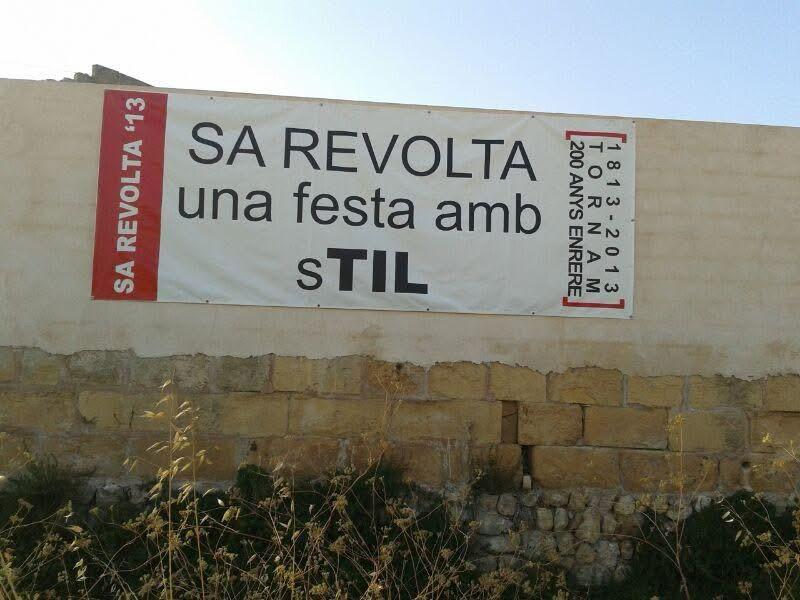 SA REVOLTA '13
SA REVOLTA
una festa amb
sTIL
1813-2013
TORNAM
200 ANYS ENRERE